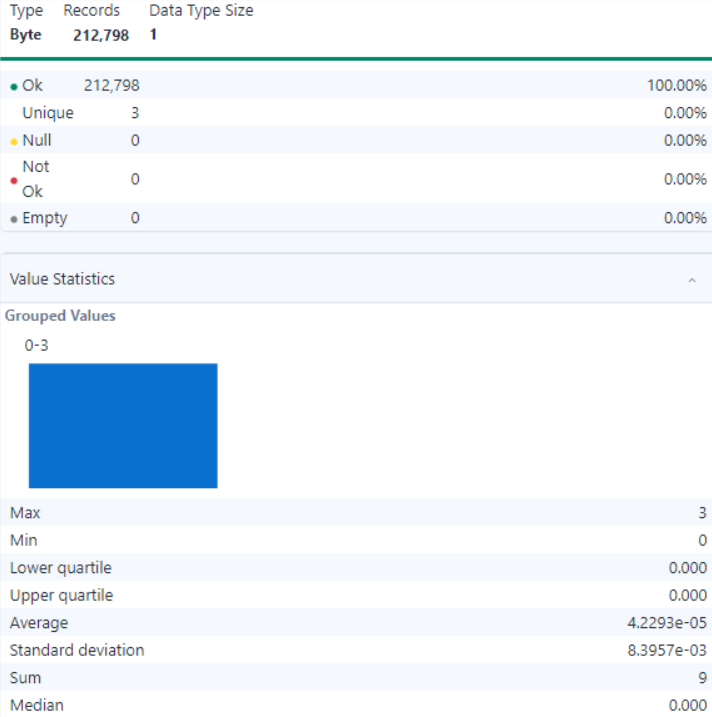 Type Records Data Type Size
Byte 212,798 1
Ok 212,798 100.00%
Unique 3 0.00%
Null 0 0.00%
Not
Ok 0 0.00%
Empty 0 0.00%
Value Statistics
Grouped Values
0-3
Max 3
Min 0
Lower quartile 0.000
Upper quartile 0.000
Average 4.2293e-05
Standard deviation 8.3957e-03
Sum 9
Median 0.000